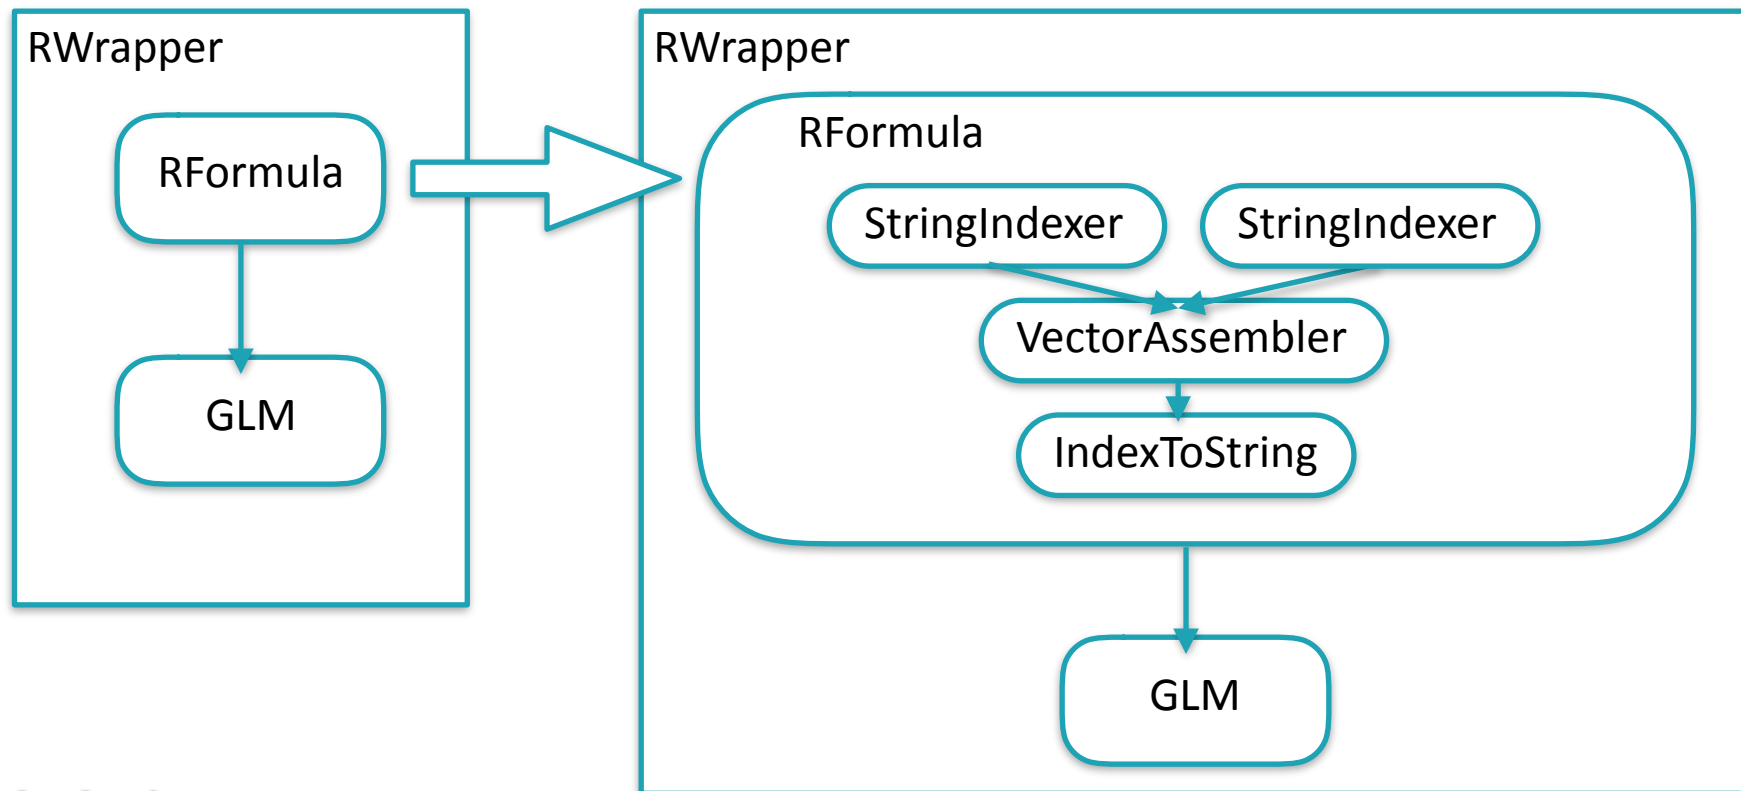 RWrapper
RFormula
GLM
RWrapper
RFormula
StringIndexer
StringIndexer
VectorAssembler
IndexToString
GLM